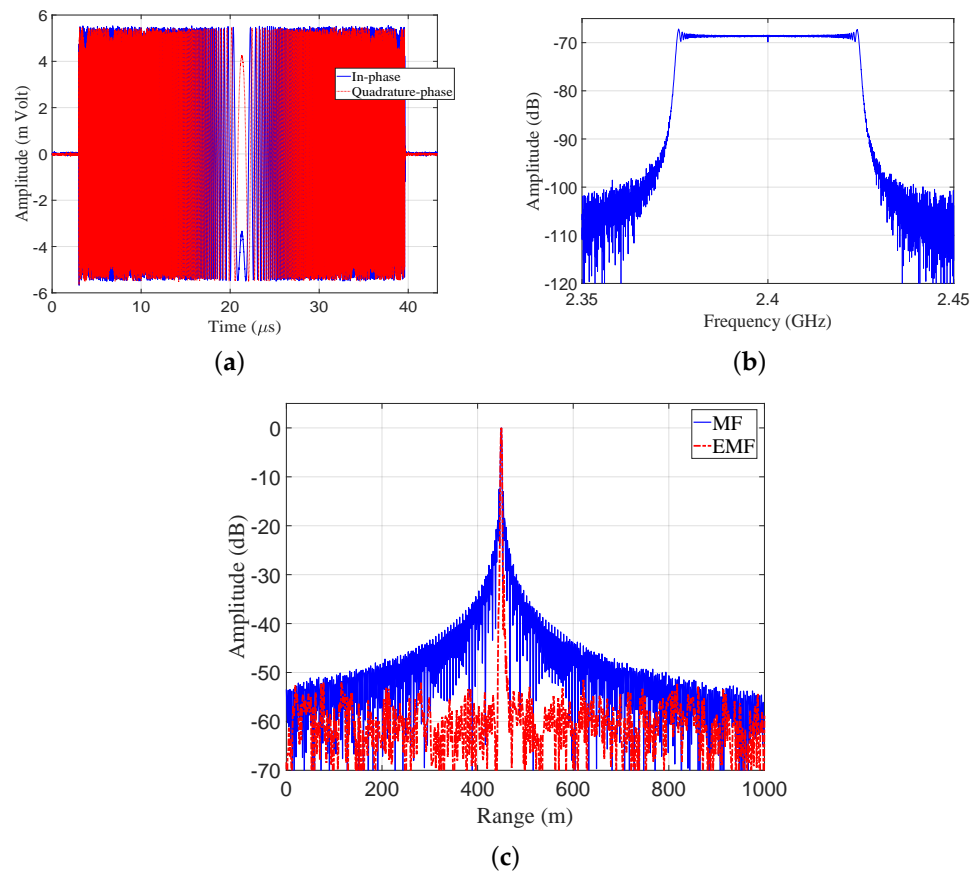 6
4
2
0
-2
-4
-6
Amplitude (m Volt)
In-phase
Quadrature-phase
0
10
20
30
40
Time (μs)
(a)
-70
-80
-90
-100
-110
-120
Amplitude (dB)
2.35
2.4
2.45
Frequency (GHz)
(b)
0
-10
-20
-30
-40
-50
-60
-70
Amplitude (dB)
MF
EMF
0
200
400
600
800
1000
Range (m)
(c)